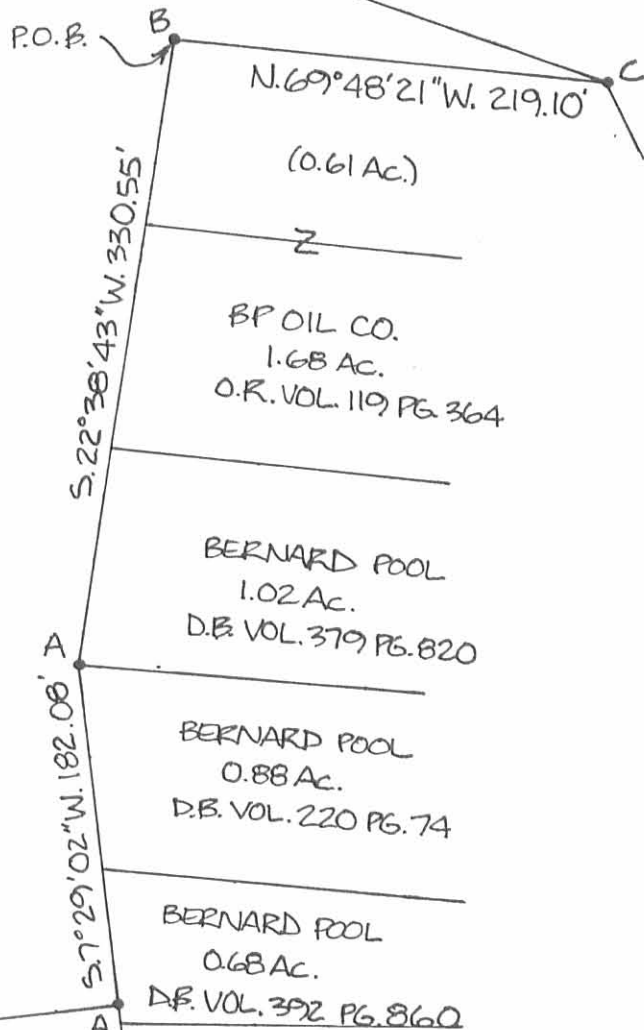 P.O.B.
B
C
N.69°48'21"W. 219.10'
(0.61 Ac.)
S.22°38'43"W. 330.55'
Z
BP OIL CO.
1.68 Ac.
O.R. VOL. 119 PG. 364
BERNARD POOL
1.02 Ac.
D.B. VOL. 379 PG. 820
A
S.7°29'02"W. 182.08'
BERNARD POOL
0.88 Ac.
D.B. VOL. 220 PG. 74
BERNARD POOL
0.68 Ac.
D.B. VOL. 392 PG. 860